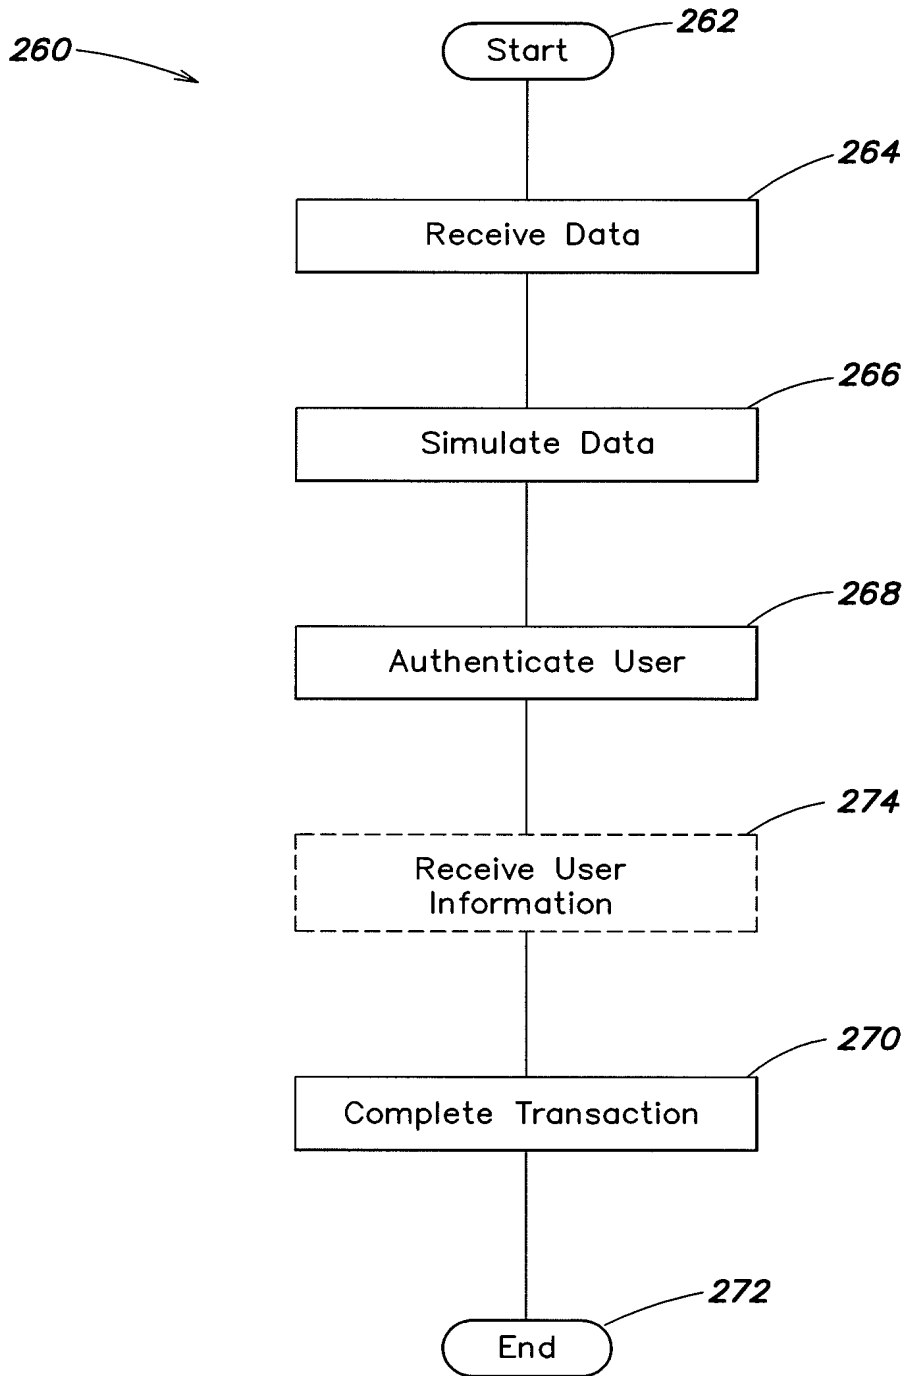 260
Start
262
264
Receive Data
266
Simulate Data
268
Authenticate User
274
Receive User
Information
270
Complete Transaction
272
End